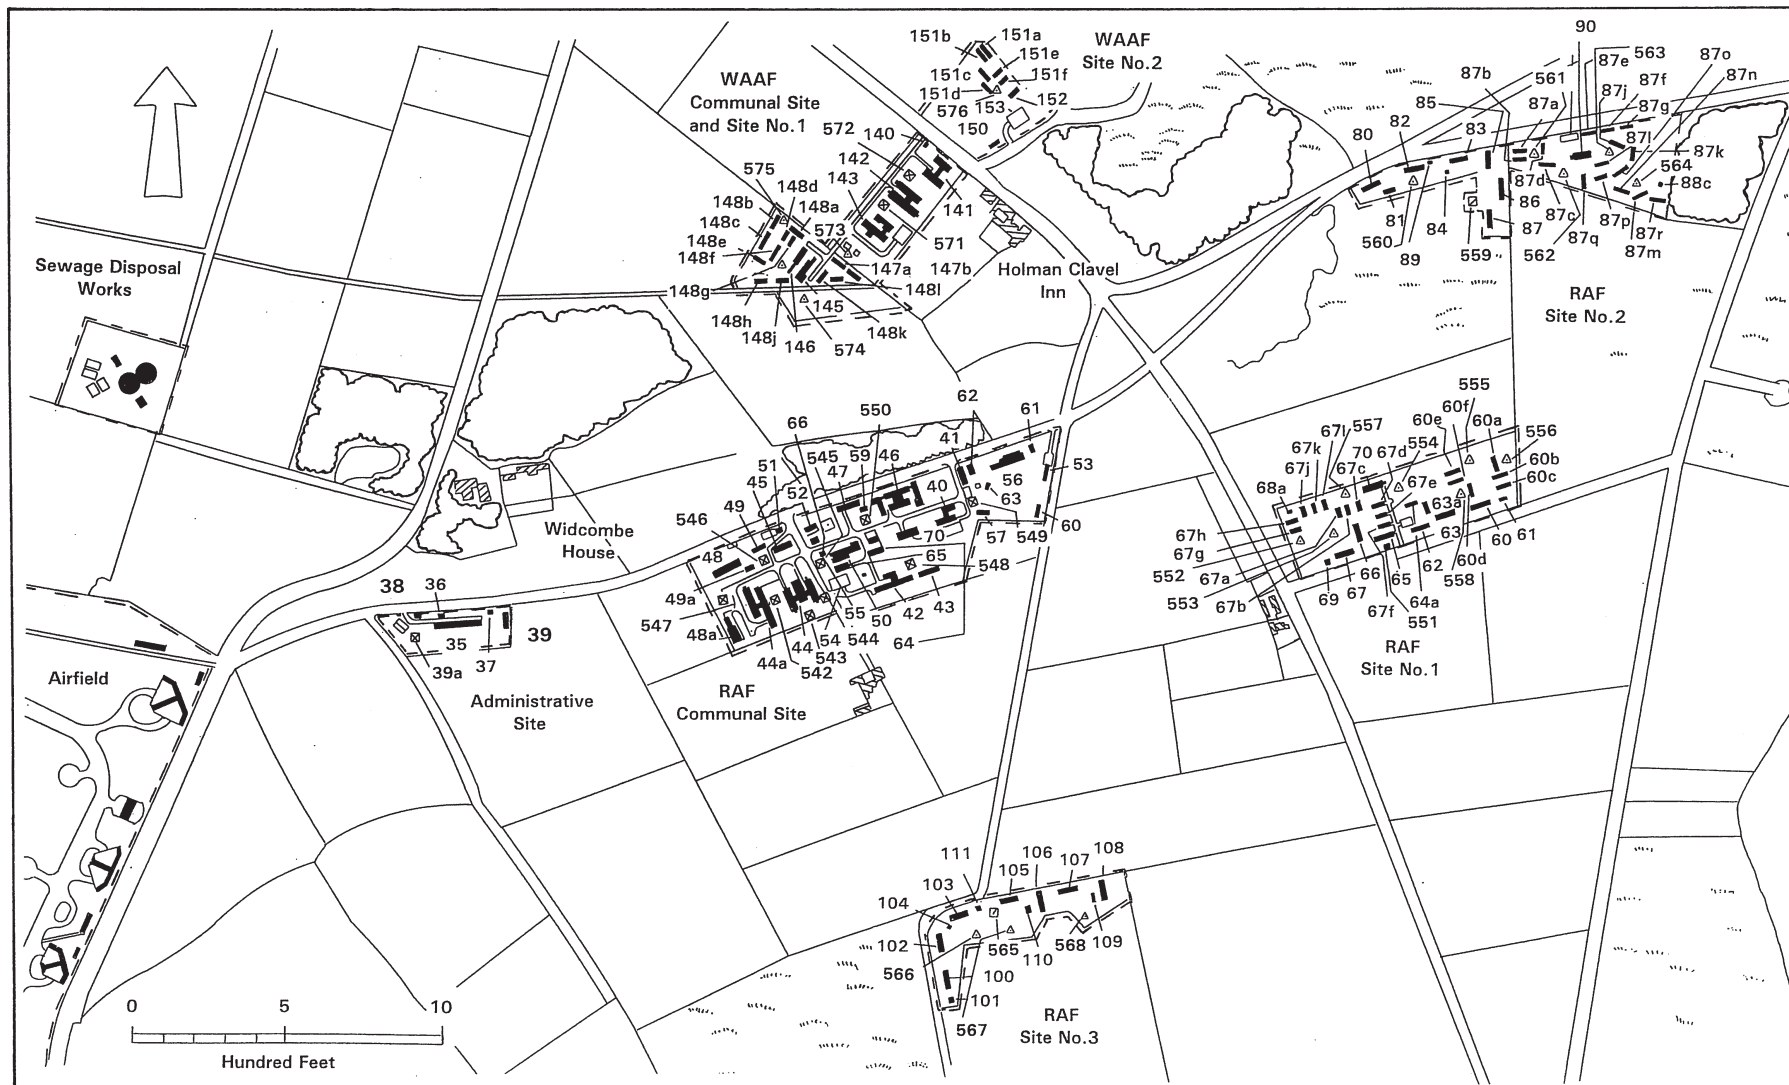 90
151b
151a
WAAF
Site No.2
151e
151c
151f
151d
576
153
152
150
WAAF
Communal Site
and Site No.1
572
140
142
143
141
571
575
148d
148b
148a
148c
573
148e
148f
147a
147b
148l
148g
145
148h
148j
146
574
148k
Holman Clavel
Inn
87b
561
87e
563
87o
87n
85
87a
87j
87f
87g
80
82
83
87l
87k
564
88c
87d
86
81
87c
87p
87r
87m
560
89
84
559
87
562
87q
RAF
Site No.2
Sewage Disposal
Works
62
61
66
550
41
545
59
46
51
47
45
52
40
56
53
49
63
546
48
70
57
549
60
65
548
49a
547
48a
44a
44
542
54
543
544
55
50
42
43
64
RAF
Communal Site
Widcombe
House
38
36
35
39
39a
37
Administrative
Site
Airfield
555
60f
60e
60a
556
67l
557
554
67k
67d
70
67c
67j
60b
60c
67e
68a
63a
67h
67g
552
67a
553
67b
69
67
66
67f
65
551
64a
62
63
558
60d
60
61
RAF
Site No.1
111
106
107
108
105
103
104
102
566
565
110
568
109
100
101
567
RAF
Site No.3
0
5
10
Hundred Feet